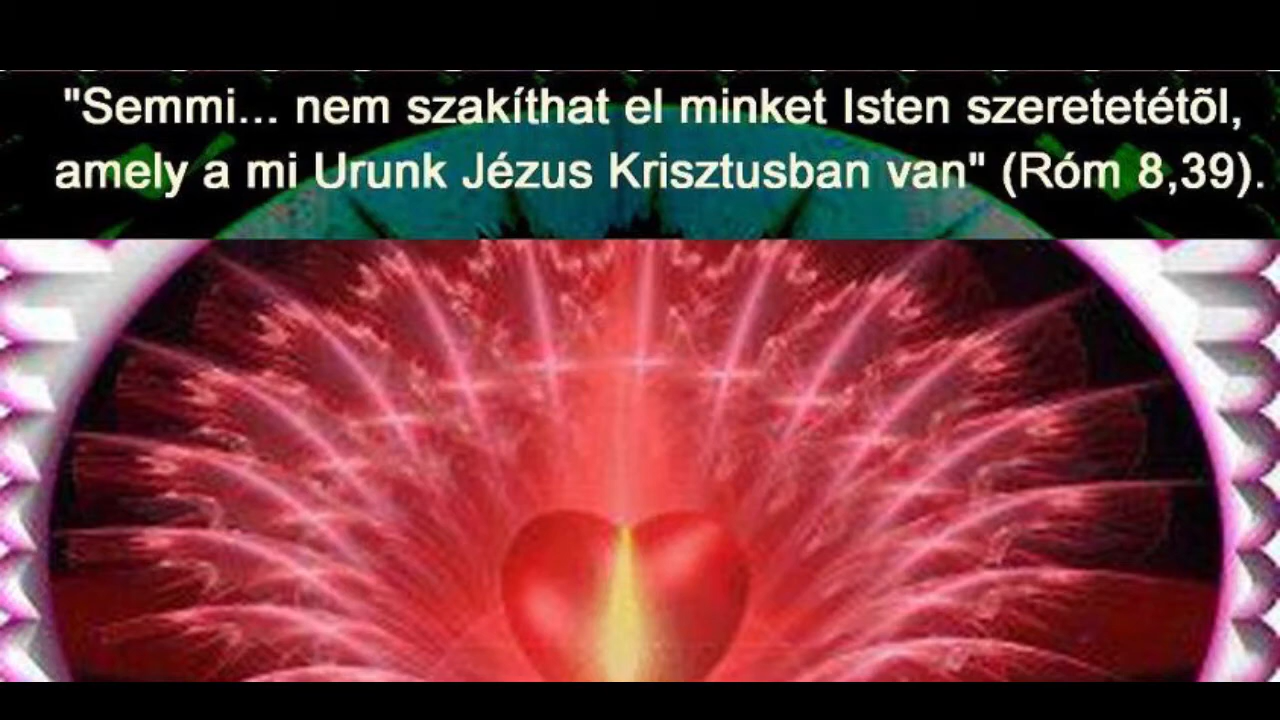 "Semmi... nem szakíthat el minket Isten szeretetétõl,
amely a mi Urunk Jézus Krisztusban van" (Róm 8,39).